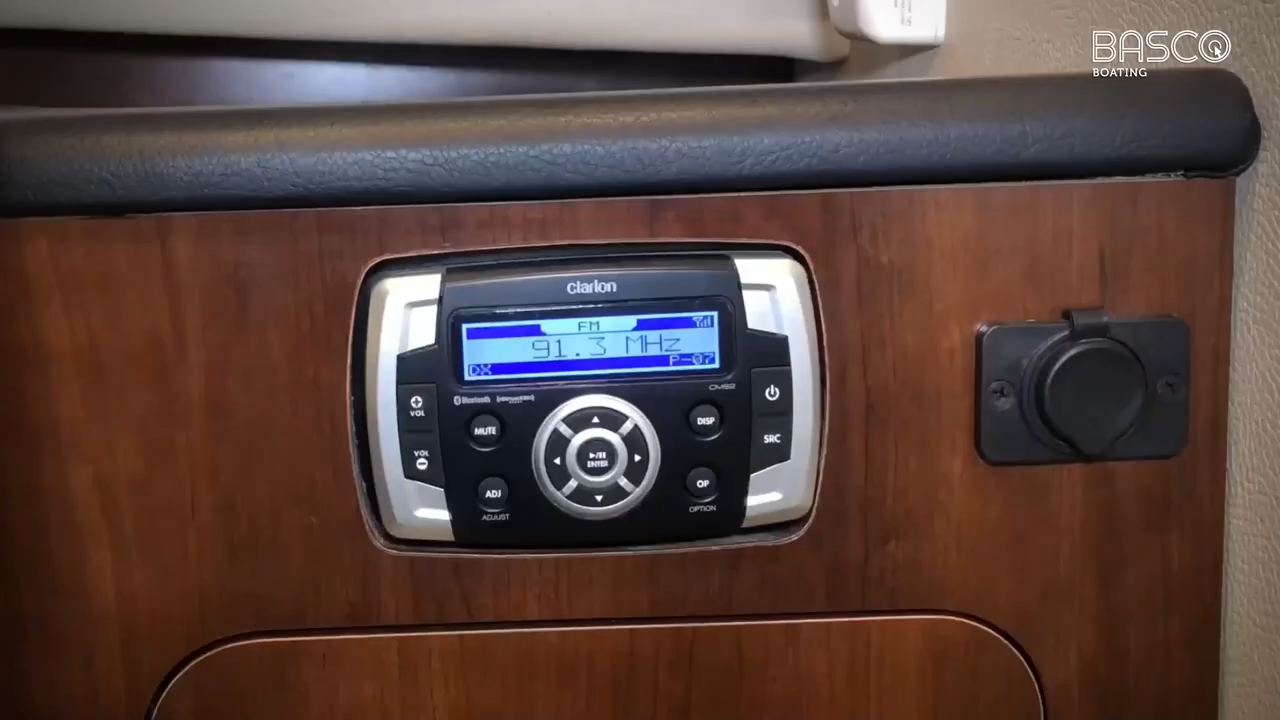 BASCO
BOATING
Clarion
FM
91.3 MHz
DX
P-07
CMS2
Bluetooth
VOL
MUTE
DISP
SRC
VOL
ENTER
ADJ
OP
ADJUST
OPTION